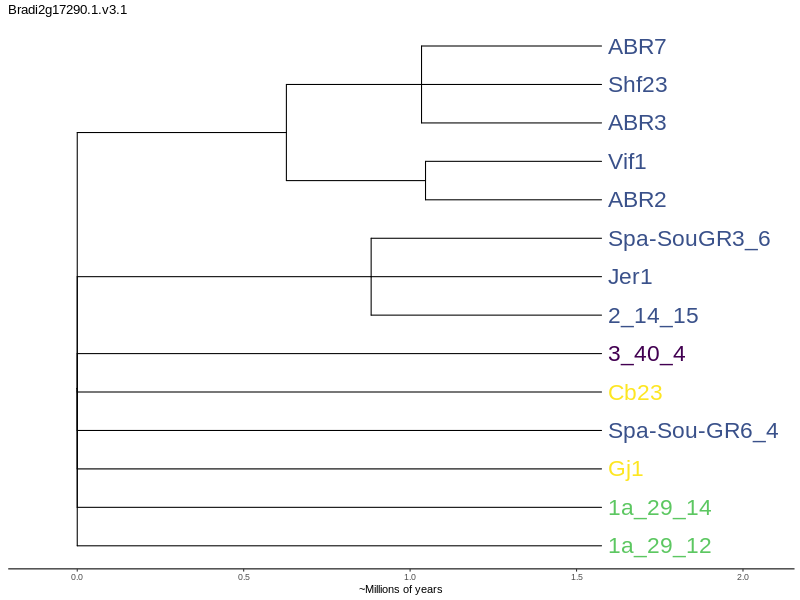 Bradi2g17290.1.v3.1
ABR7
Shf23
ABR3
Vif1
ABR2
Spa-SouGR3_6
Jer1
2_14_15
3_40_4
Cb23
Spa-Sou-GR6_4
Gj1
1a_29_14
1a_29_12
0.0 0.5 1.0 1.5 2.0
~Millions of years